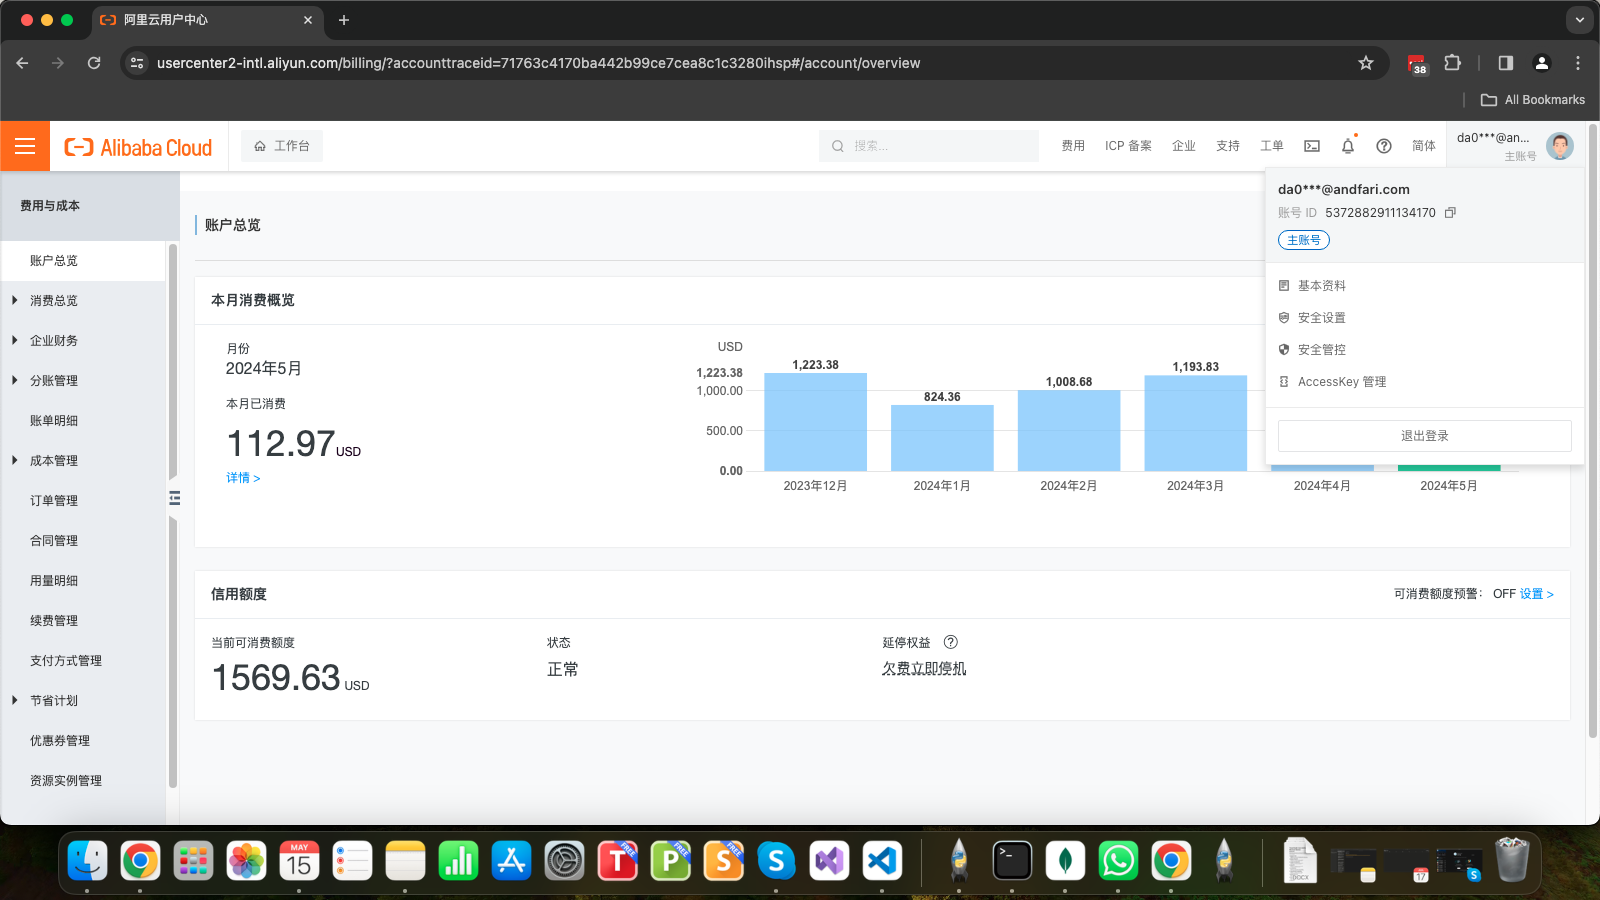 阿里云用户中心
usercenter2-intl.aliyun.com/billing/?accounttraceid=71763c4170ba442b99ce7cea8c1c3280ihsp#/account/overview
38
All Bookmarks
Alibaba Cloud
工作台
搜索...
费用
ICP 备案
企业
支持
工单
简体
da0***@an...
主账号
da0***@andfari.com
账号 ID 5372882911134170
主账号
基本资料
安全设置
安全管控
AccessKey 管理
退出登录
费用与成本
账户总览
消费总览
企业财务
分账管理
账单明细
成本管理
订单管理
合同管理
用量明细
续费管理
支付方式管理
节省计划
优惠券管理
资源实例管理
账户总览
本月消费概览
月份
2024年5月
本月已消费
112.97 USD
详情 >
USD
1,223.38
1,000.00
500.00
0.00
1,223.38
824.36
1,008.68
1,193.83
2023年12月
2024年1月
2024年2月
2024年3月
2024年4月
2024年5月
信用额度
可消费额度预警： OFF 设置 >
当前可消费额度
1569.63 USD
状态
正常
延停权益
欠费立即停机
MAY
15
T
FREE
P
FREE
S
FREE
S
>_
.DOCX
17
S